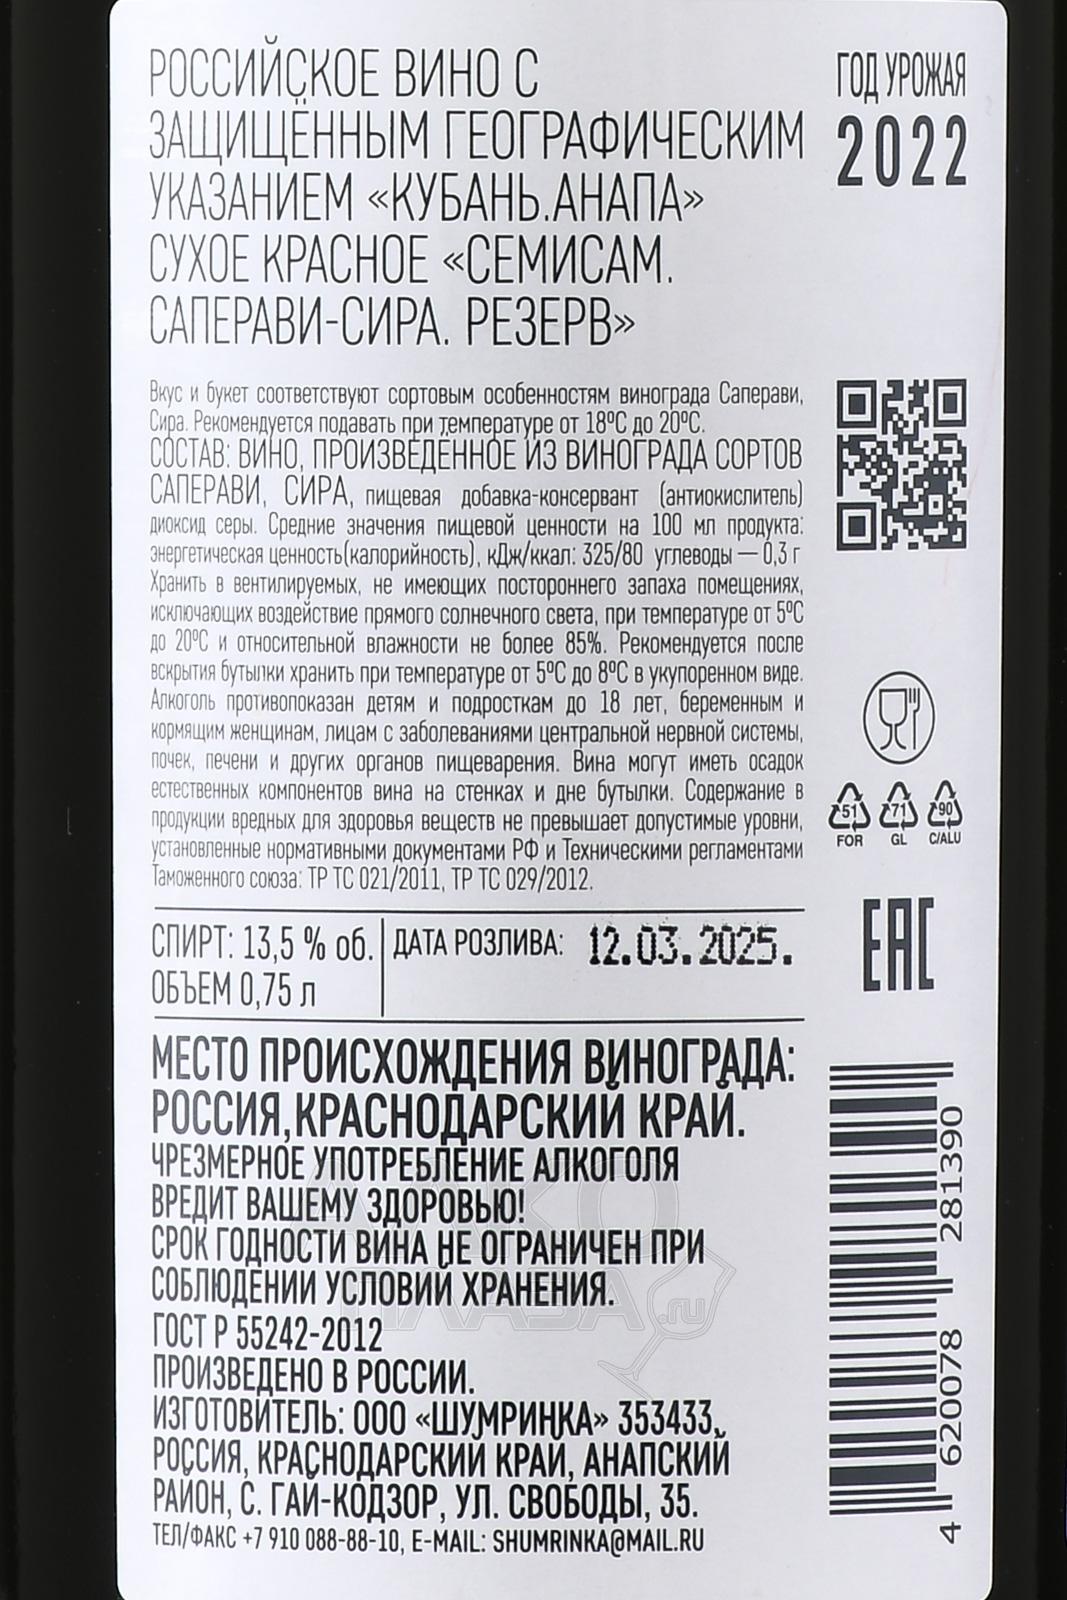 РОССИЙСКОЕ ВИНО С
ЗАЩИЩЁННЫМ ГЕОГРАФИЧЕСКИМ
УКАЗАНИЕМ «КУБАНЬ.АНАПА»
СУХОЕ КРАСНОЕ «СЕМИСАМ.
САПЕРАВИ-СИРА. РЕЗЕРВ»
ГОД УРОЖАЯ
2022
Вкус и букет соответствуют сортовым особенностям винограда Саперави,
Сира. Рекомендуется подавать при температуре от 18ºС до 20ºС.
СОСТАВ: ВИНО, ПРОИЗВЕДЁННОЕ ИЗ ВИНОГРАДА СОРТОВ
САПЕРАВИ, СИРА, пищевая добавка-консервант (антиокислитель)
диоксид серы. Средние значения пищевой ценности на 100 мл продукта:
энергетическая ценность(калорийность), кДж/ккал: 325/80 углеводы — 0,3 г
Хранить в вентилируемых, не имеющих постороннего запаха помещениях,
исключающих воздействие прямого солнечного света, при температуре от 5ºС
до 20ºС и относительной влажности не более 85%. Рекомендуется после
вскрытия бутылки хранить при температуре от 5ºС до 8ºС в укупоренном виде.
Алкоголь противопоказан детям и подросткам до 18 лет, беременным и
кормящим женщинам, лицам с заболеваниями центральной нервной системы,
почек, печени и других органов пищеварения. Вина могут иметь осадок
естественных компонентов вина на стенках и дне бутылки. Содержание в
продукции вредных для здоровья веществ не превышает допустимые уровни,
установленные нормативными документами РФ и Техническими регламентами
Таможенного союза: ТР ТС 021/2011, ТР ТС 029/2012.
51 71 90
FOR GL C/ALU
EAC
СПИРТ: 13,5 % об.
ОБЪЕМ 0,75 л
ДАТА РОЗЛИВА: 12.03.2025.
МЕСТО ПРОИСХОЖДЕНИЯ ВИНОГРАДА:
РОССИЯ,КРАСНОДАРСКИЙ КРАЙ.
ЧРЕЗМЕРНОЕ УПОТРЕБЛЕНИЕ АЛКОГОЛЯ
ВРЕДИТ ВАШЕМУ ЗДОРОВЬЮ!
СРОК ГОДНОСТИ ВИНА НЕ ОГРАНИЧЕН ПРИ
СОБЛЮДЕНИИ УСЛОВИЙ ХРАНЕНИЯ.
ГОСТ Р 55242-2012
ПРОИЗВЕДЕНО В РОССИИ.
ИЗГОТОВИТЕЛЬ: ООО «ШУМРИНКА» 353433,
РОССИЯ, КРАСНОДАРСКИЙ КРАЙ, АНАПСКИЙ
РАЙОН, С. ГАЙ-КОДЗОР, УЛ. СВОБОДЫ, 35.
ТЕЛ/ФАКС +7 910 088-88-10, E-MAIL: SHUMRINKA@MAIL.RU
4 620078 281390
АЛКО
ПЛАЗА
.ru